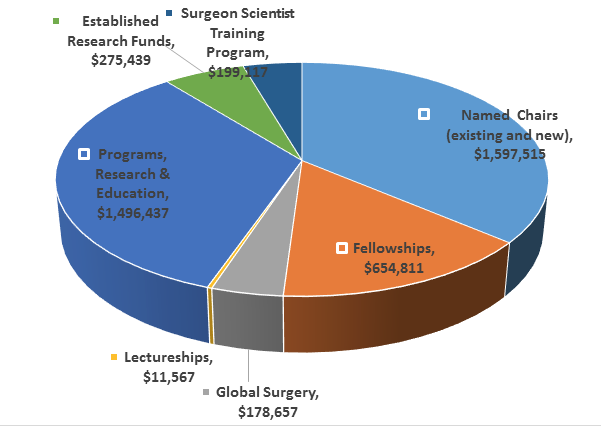 Established
Research Funds,
$275,439
Surgeon Scientist
Training
Program,
$199,117
Named Chairs
(existing and new),
$1,597,515
Programs,
Research &
Education,
$1,496,437
Fellowships,
$654,811
Lectureships,
$11,567
Global Surgery,
$178,657